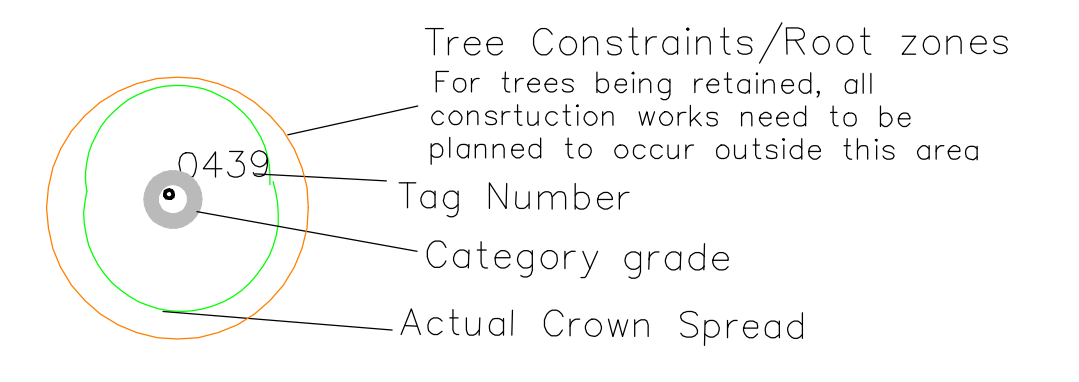 Tree Constraints/Root zones
For trees being retained, all
consrtuction works need to be
planned to occur outside this area
0439
Tag Number
Category grade
Actual Crown Spread